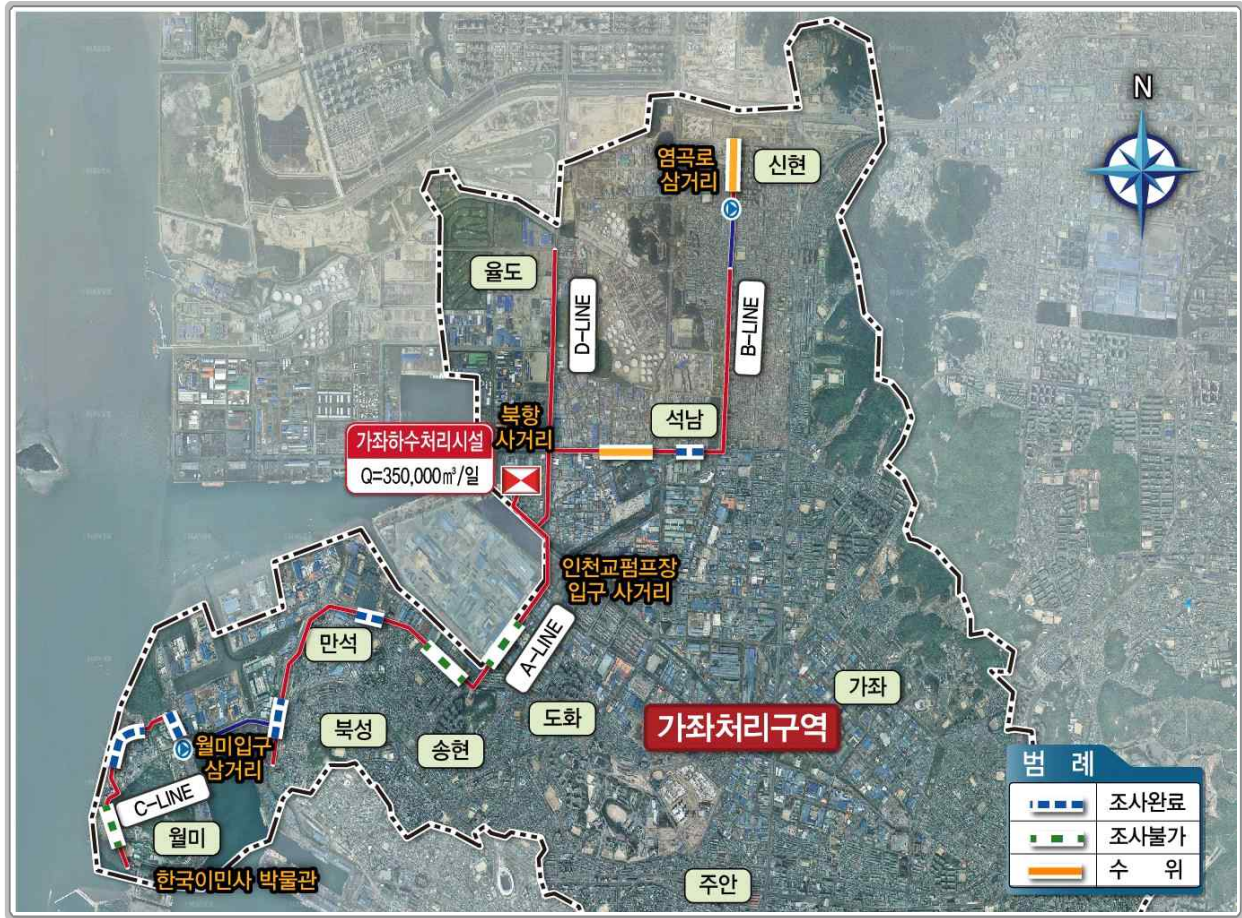 N
염곡로
삼거리
신현
율도
D-LINE
B-LINE
북항
사거리
석남
가좌하수처리시설
Q=350,000㎥/일
인천교펌프장
입구 사거리
만석
A-LINE
가좌
북성
송현
도화
가좌처리구역
월미입구
삼거리
C-LINE
월미
한국이민사 박물관
주안
범 례
조사완료
조사불가
수 위